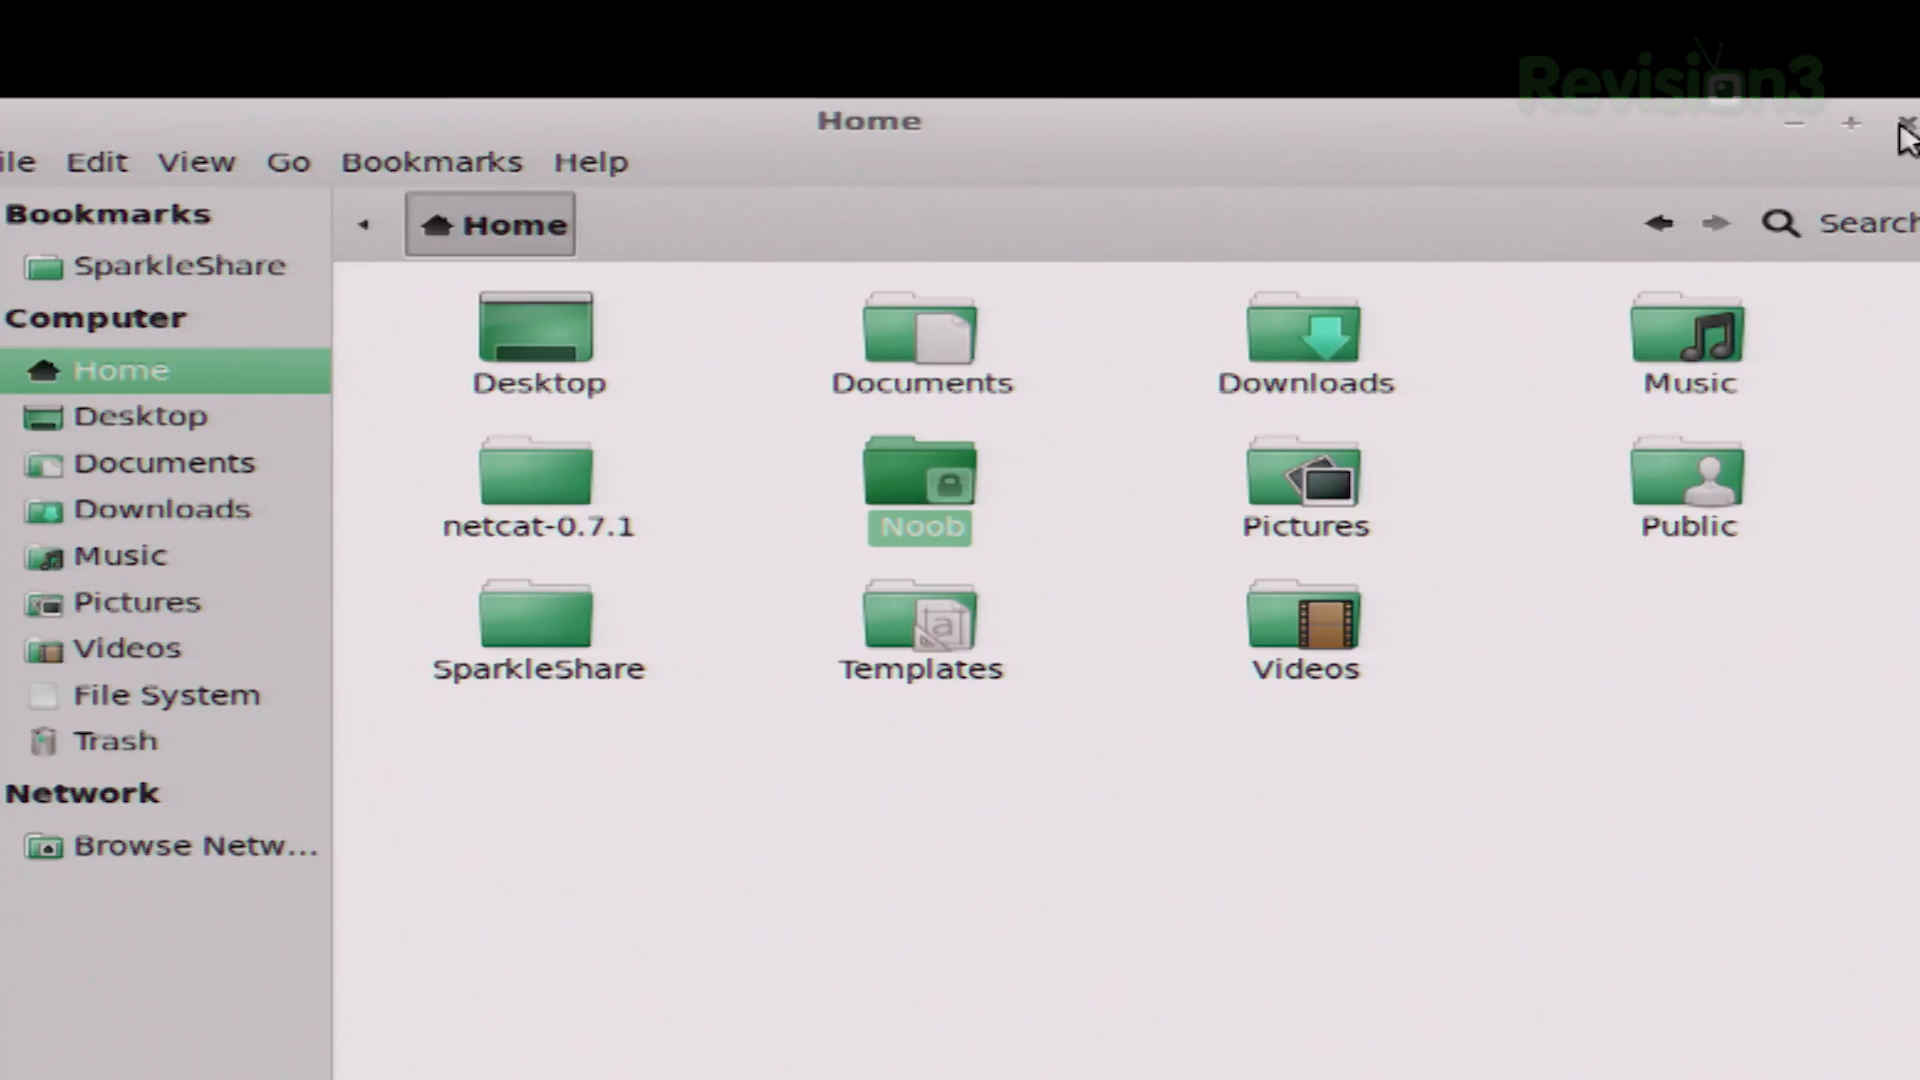 Revision3
Home
ile Edit View Go Bookmarks Help
Bookmarks
Home
Search
SparkleShare
Computer
Home
Desktop
Documents
Downloads
Music
Pictures
Videos
File System
Trash
Network
Browse Netw...
Desktop
Documents
Downloads
Music
netcat-0.7.1
Noob
Pictures
Public
SparkleShare
Templates
Videos